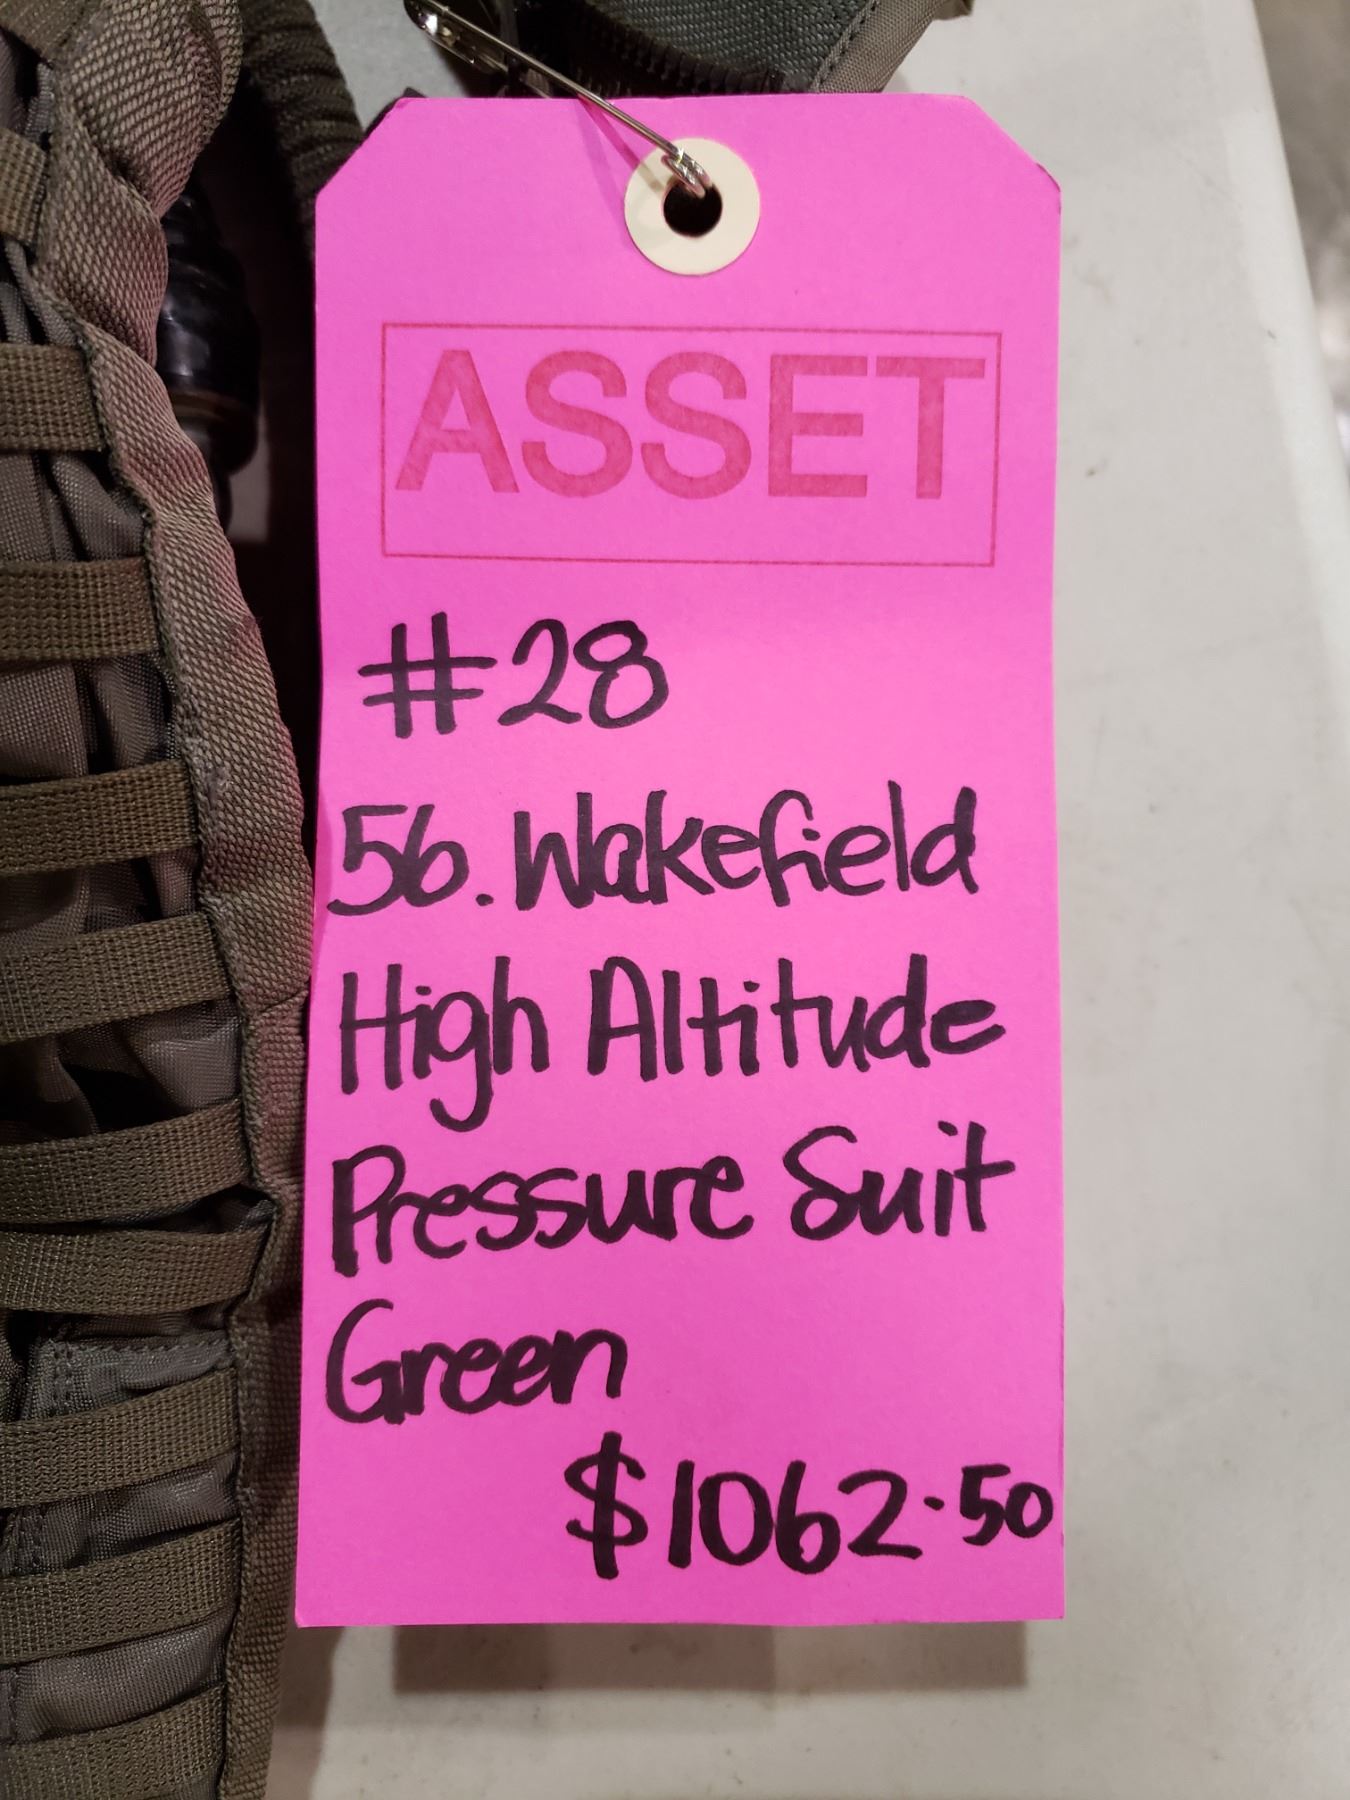 ASSET
#28
56. Wakefield
High Altitude
Pressure Suit
Green
$1062.50